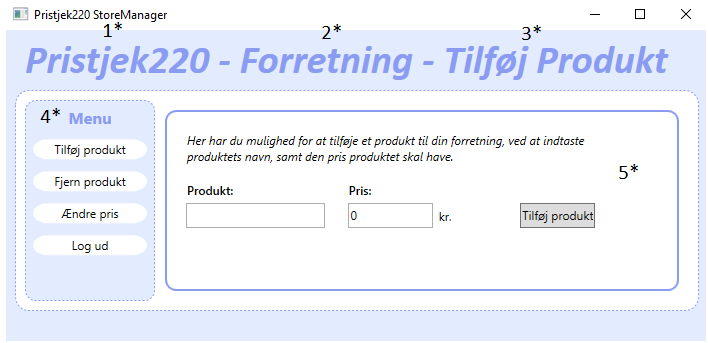 Pristjek220 StoreManager
1* 2* 3*
Pristjek220 - Forretning - Tilføj Produkt
4* Menu
Tilføj produkt
Fjern produkt
Ændre pris
Log ud
Her har du mulighed for at tilføje et produkt til din forretning, ved at indtaste
produktets navn, samt den pris produktet skal have.
5*
Produkt: Pris:
0 kr. Tilføj produkt